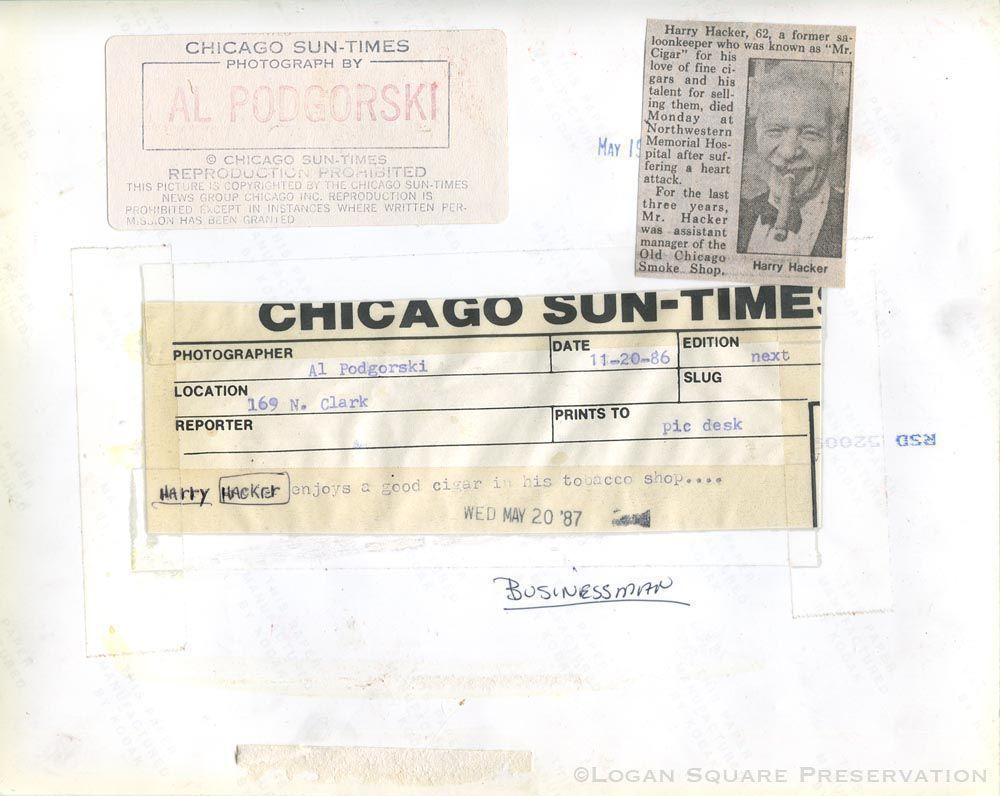 CHICAGO SUN-TIMES
PHOTOGRAPH BY
AL PODGORSKI
© CHICAGO SUN-TIMES
REPRODUCTION PROHIBITED
THIS PICTURE IS COPYRIGHTED BY THE CHICAGO SUN-TIMES
NEWS GROUP CHICAGO INC. REPRODUCTION IS
PROHIBITED EXCEPT IN INSTANCES WHERE WRITTEN PER-
MISSION HAS BEEN GRANTED
Harry Hacker, 62, a former sa-
loonkeeper who was known as "Mr.
Cigar" for his
love of fine ci-
gars and his
talent for sell-
ing them, died
Monday at
Northwestern
Memorial Hos-
pital after suf-
fering a heart
attack.
For the last
three years,
Mr. Hacker
was assistant
manager of the
Old Chicago
Smoke Shop.
Harry Hacker
MAY 19
CHICAGO SUN-TIMES
PHOTOGRAPHER
Al Podgorski
DATE
11-20-86
EDITION
next
LOCATION
169 N. Clark
SLUG
REPORTER
PRINTS TO
pic desk
RSD
HArry HACKer enjoys a good cigar in his tobacco shop....
WED MAY 20 '87
BUSINESSMAN
©LOGAN SQUARE PRESERVATION